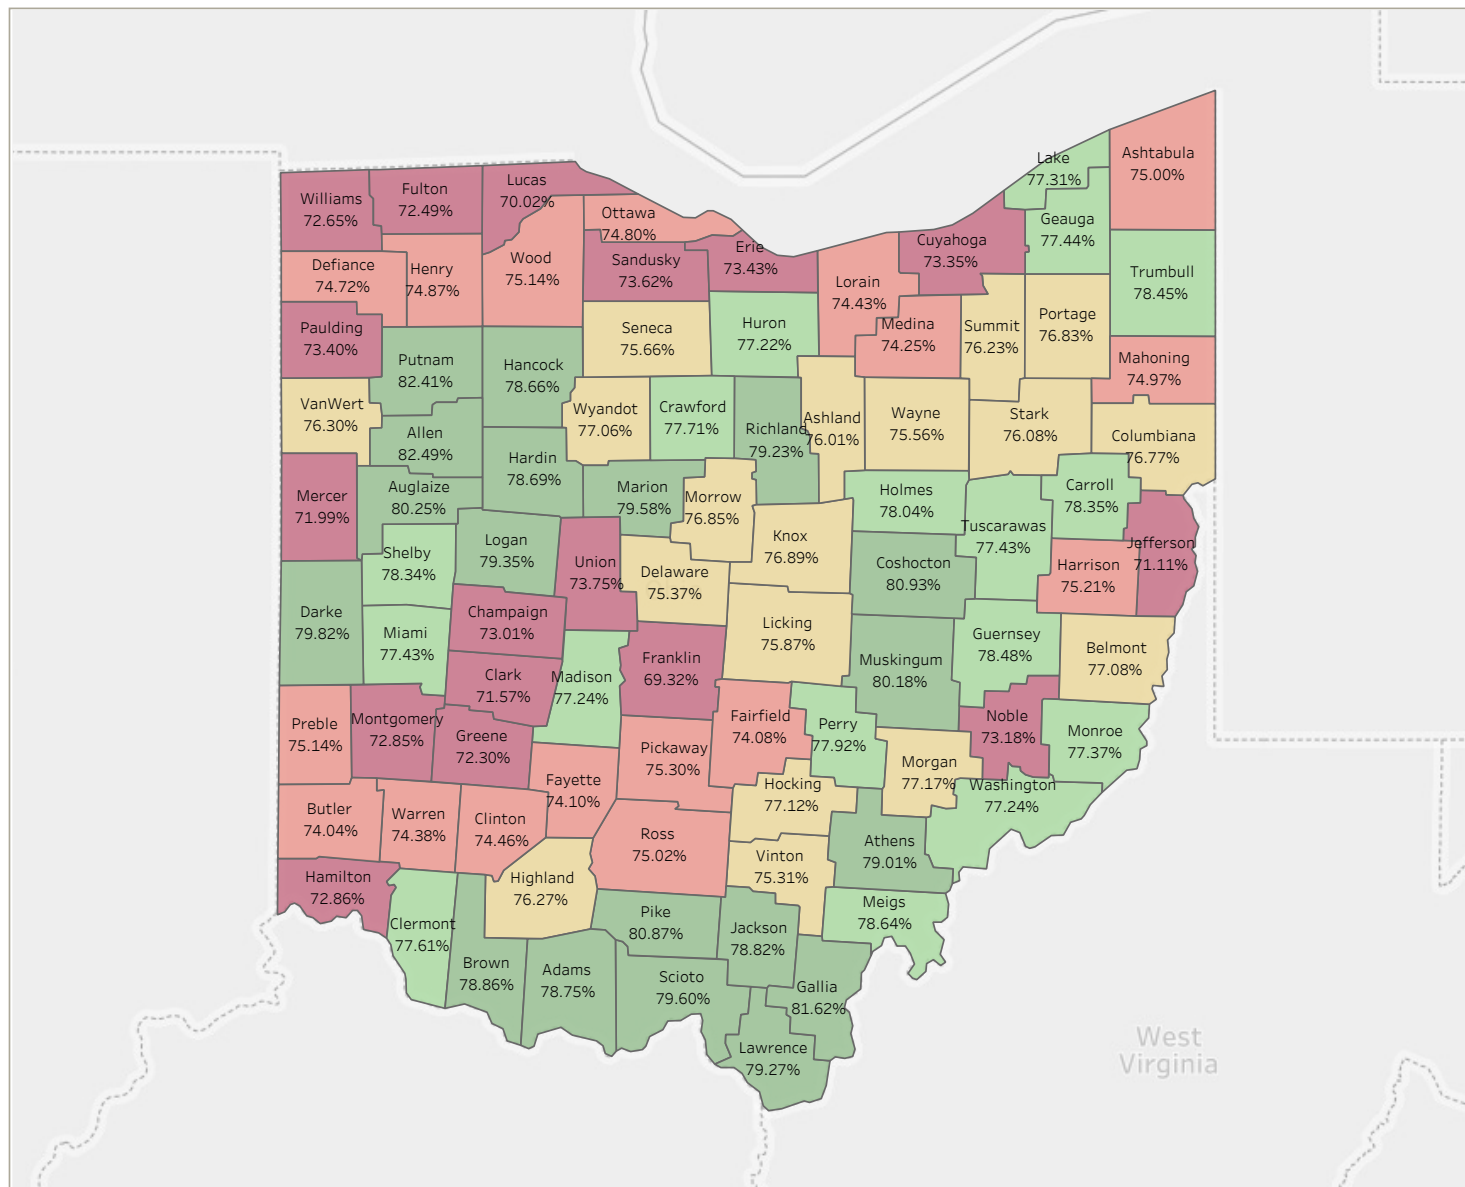 Lake
77.31%
Ashtabula
75.00%
Williams
72.65%
Fulton
72.49%
Lucas
70.02%
Ottawa
74.80%
Geauga
77.44%
Cuyahoga
73.35%
Erie
73.43%
Defiance
74.72%
Henry
74.87%
Wood
75.14%
Sandusky
73.62%
Lorain
74.43%
Trumbull
78.45%
Paulding
73.40%
Seneca
75.66%
Huron
77.22%
Medina
74.25%
Summit
76.23%
Portage
76.83%
Mahoning
74.97%
Putnam
82.41%
Hancock
78.66%
VanWert
76.30%
Wyandot
77.06%
Crawford
77.71%
Richland
79.23%
Ashland
76.01%
Wayne
75.56%
Stark
76.08%
Columbiana
76.77%
Allen
82.49%
Hardin
78.69%
Mercer
71.99%
Auglaize
80.25%
Marion
79.58%
Morrow
76.85%
Holmes
78.04%
Carroll
78.35%
Tuscarawas
77.43%
Shelby
78.34%
Logan
79.35%
Union
73.75%
Delaware
75.37%
Knox
76.89%
Coshocton
80.93%
Harrison
75.21%
Jefferson
71.11%
Darke
79.82%
Miami
77.43%
Champaign
73.01%
Licking
75.87%
Guernsey
78.48%
Belmont
77.08%
Clark
71.57%
Madison
77.24%
Franklin
69.32%
Muskingum
80.18%
Preble
75.14%
Montgomery
72.85%
Greene
72.30%
Fairfield
74.08%
Perry
77.92%
Noble
73.18%
Monroe
77.37%
Pickaway
75.30%
Morgan
77.17%
Fayette
74.10%
Hocking
77.12%
Washington
77.24%
Butler
74.04%
Warren
74.38%
Clinton
74.46%
Ross
75.02%
Vinton
75.31%
Athens
79.01%
Hamilton
72.86%
Highland
76.27%
Clermont
77.61%
Pike
80.87%
Jackson
78.82%
Meigs
78.64%
Brown
78.86%
Adams
78.75%
Scioto
79.60%
Gallia
81.62%
Lawrence
79.27%
West
Virginia